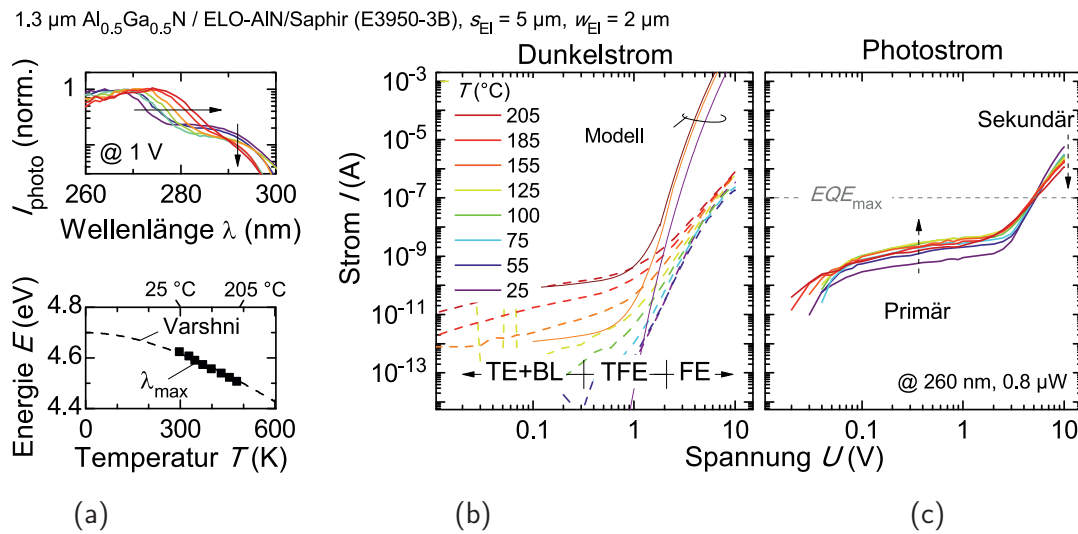 1.3 µm Al0.5Ga0.5N / ELO-AlN/Saphir (E3950-3B), sEl = 5 µm, wEl = 2 µm
Iphoto (norm.)
1
@ 1 V
260 280 300
Wellenlänge λ (nm)
25 °C 205 °C
Energie E (eV)
4.8
4.6
4.4
Varshni
λmax
0 300 600
Temperatur T (K)
(a)
Dunkelstrom
Strom I (A)
10-3
10-5
10-7
10-9
10-11
10-13
T (°C)
205
185
155
125
100
75
55
25
Modell
TE+BL TFE FE
0.1 1 10
(b)
Photostrom
Sekundär
EQEmax
Primär
@ 260 nm, 0.8 µW
0.1 1 10
Spannung U (V)
(c)